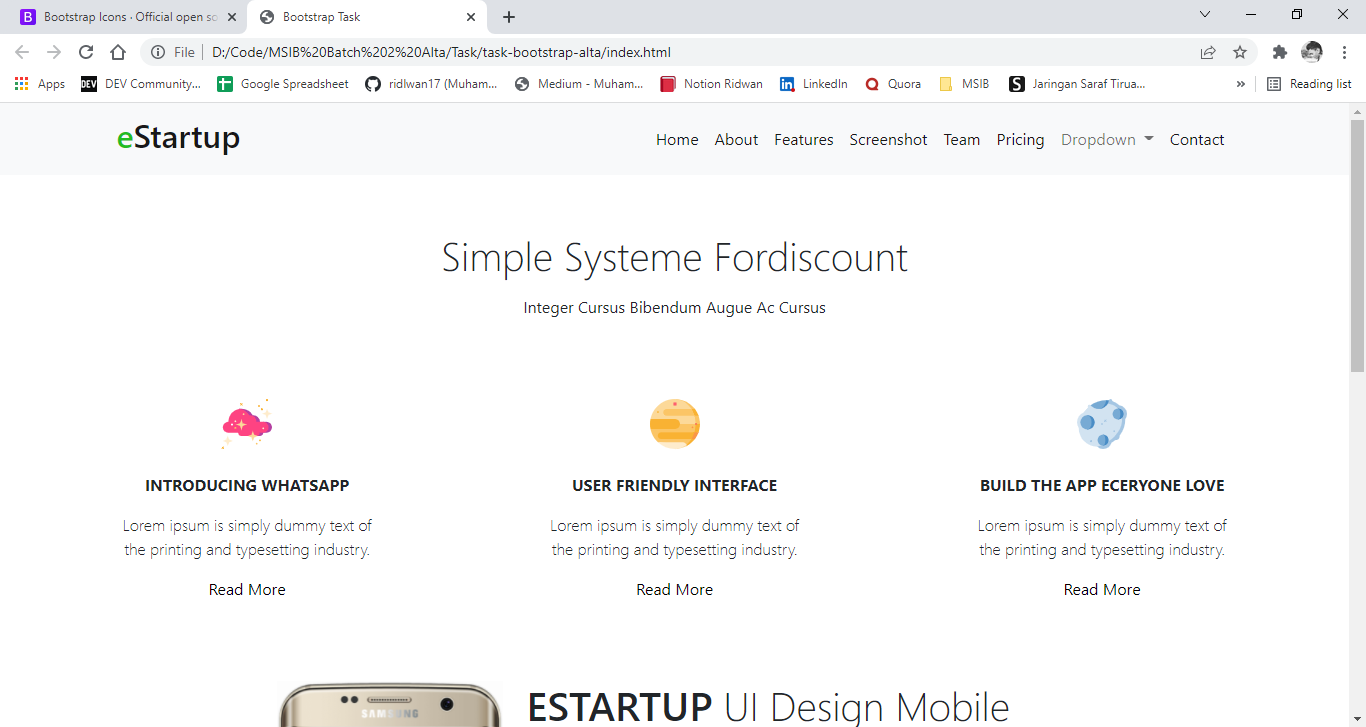 Bootstrap Icons · Official open sc
Bootstrap Task
File
D:/Code/MSIB%20Batch%202%20Alta/Task/task-bootstrap-alta/index.html
Apps
DEV
DEV Community...
Google Spreadsheet
ridlwan17 (Muham...
Medium - Muham...
Notion Ridwan
LinkedIn
Quora
MSIB
Jaringan Saraf Tirua...
»
Reading list
eStartup
Home About Features Screenshot Team Pricing Dropdown Contact
Simple Systeme Fordiscount
Integer Cursus Bibendum Augue Ac Cursus
INTRODUCING WHATSAPP
Lorem ipsum is simply dummy text of
the printing and typesetting industry.
Read More
USER FRIENDLY INTERFACE
Lorem ipsum is simply dummy text of
the printing and typesetting industry.
Read More
BUILD THE APP ECERYONE LOVE
Lorem ipsum is simply dummy text of
the printing and typesetting industry.
Read More
SAMSUNG
ESTARTUP UI Design Mobile